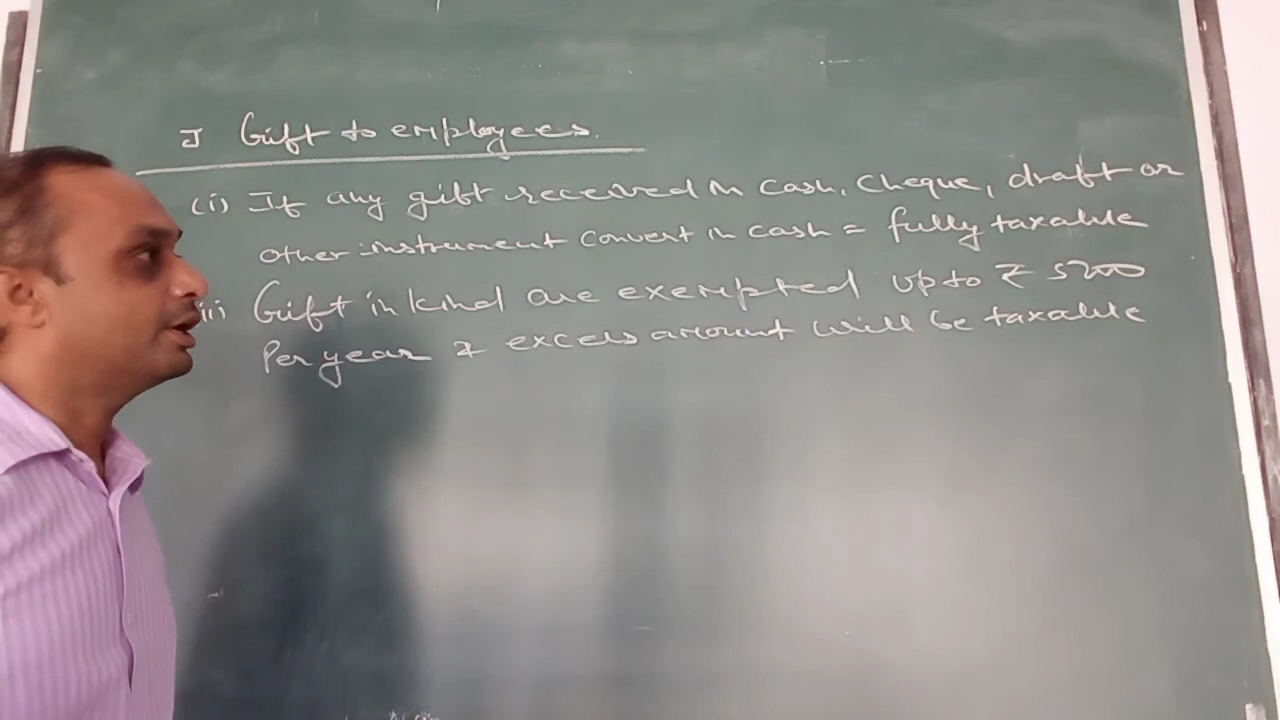 J Gift to employees.
(i) If any gift received in cash, cheque, draft or
other instrument convert in cash = fully taxable
ii) Gift in kind are exempted up to ₹ 5000
Per year & excess amount will be taxable